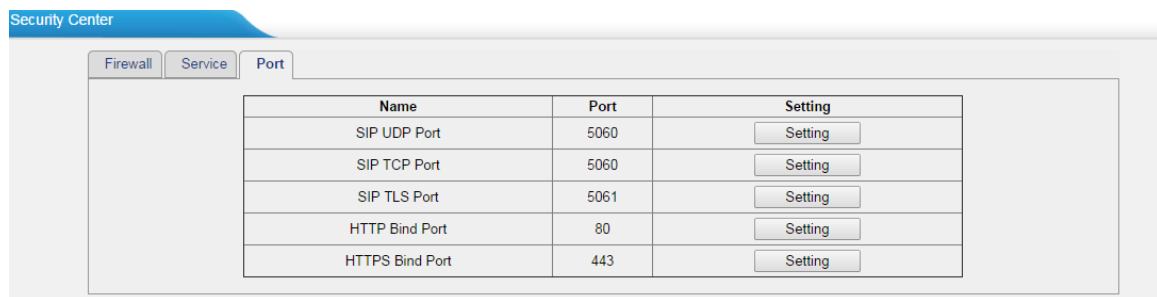 Security Center
Firewall Service Port
Name Port Setting
SIP UDP Port 5060 Setting
SIP TCP Port 5060 Setting
SIP TLS Port 5061 Setting
HTTP Bind Port 80 Setting
HTTPS Bind Port 443 Setting